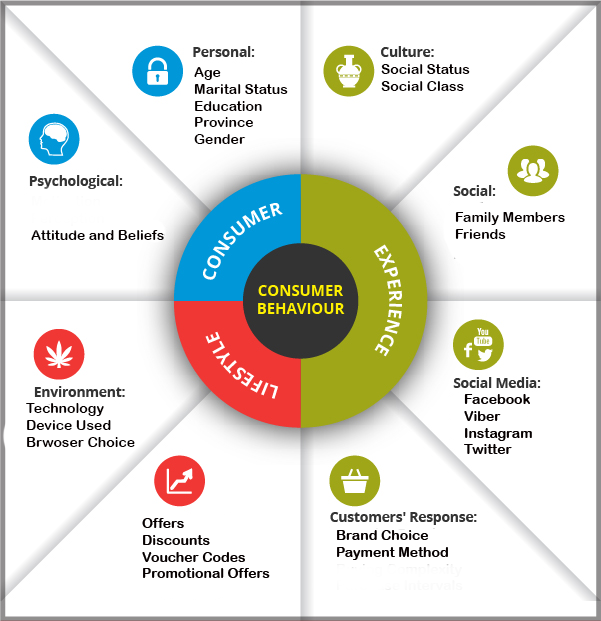 Personal:
Age
Marital Status
Education
Province
Gender
Culture:
Social Status
Social Class
Psychological:
Attitude and Beliefs
Social:
Family Members
Friends
CONSUMER
EXPERIENCE
LIFESTYLE
CONSUMER
BEHAVIOUR
Environment:
Technology
Device Used
Brwoser Choice
You
Tube
Social Media:
Facebook
Viber
Instagram
Twitter
Offers
Discounts
Voucher Codes
Promotional Offers
Customers' Response:
Brand Choice
Payment Method